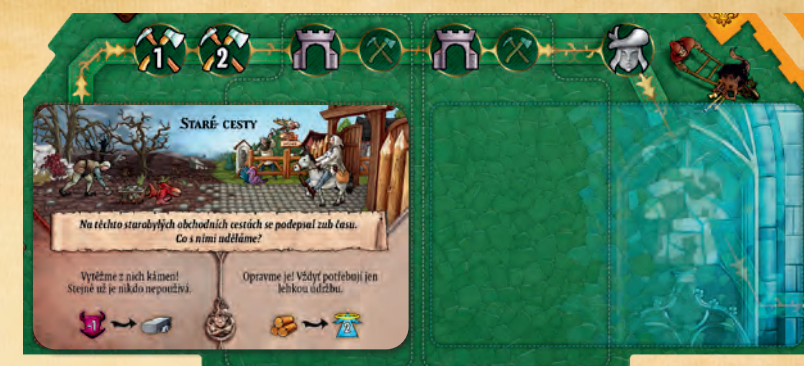 1 2
STARÉ CESTY
Na těchto starobylých obchodních cestách se podepsal zub času.
Co s nimi uděláme?
Vytěžme z nich kámen!
Stejně už je nikdo nepoužívá.
Opravme je! Vždyť potřebují jen
lehkou údržbu.
-1
2